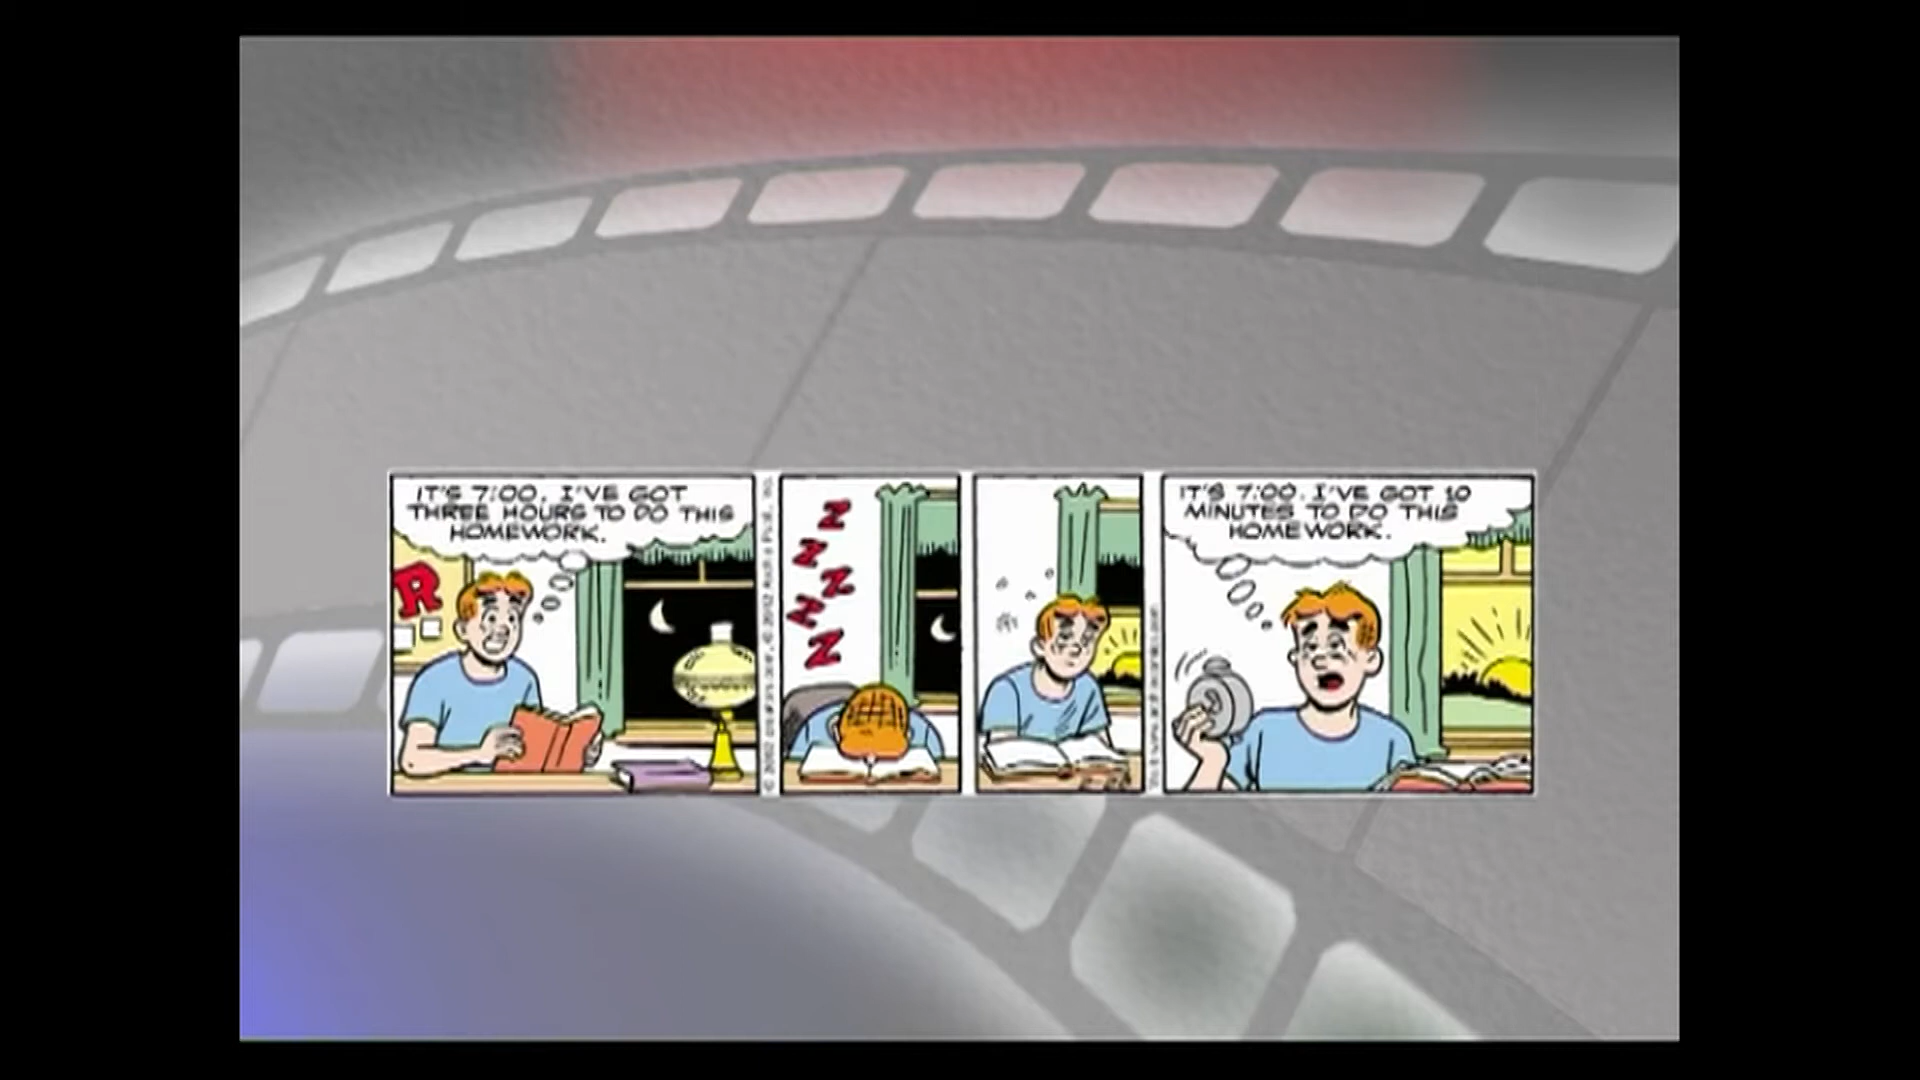 IT'S 7:00. I'VE GOT
THREE HOURS TO DO THIS
HOMEWORK.
R
Z
Z
Z
Z
Z
IT'S 7:00. I'VE GOT 10
MINUTES TO DO THIS
HOMEWORK.